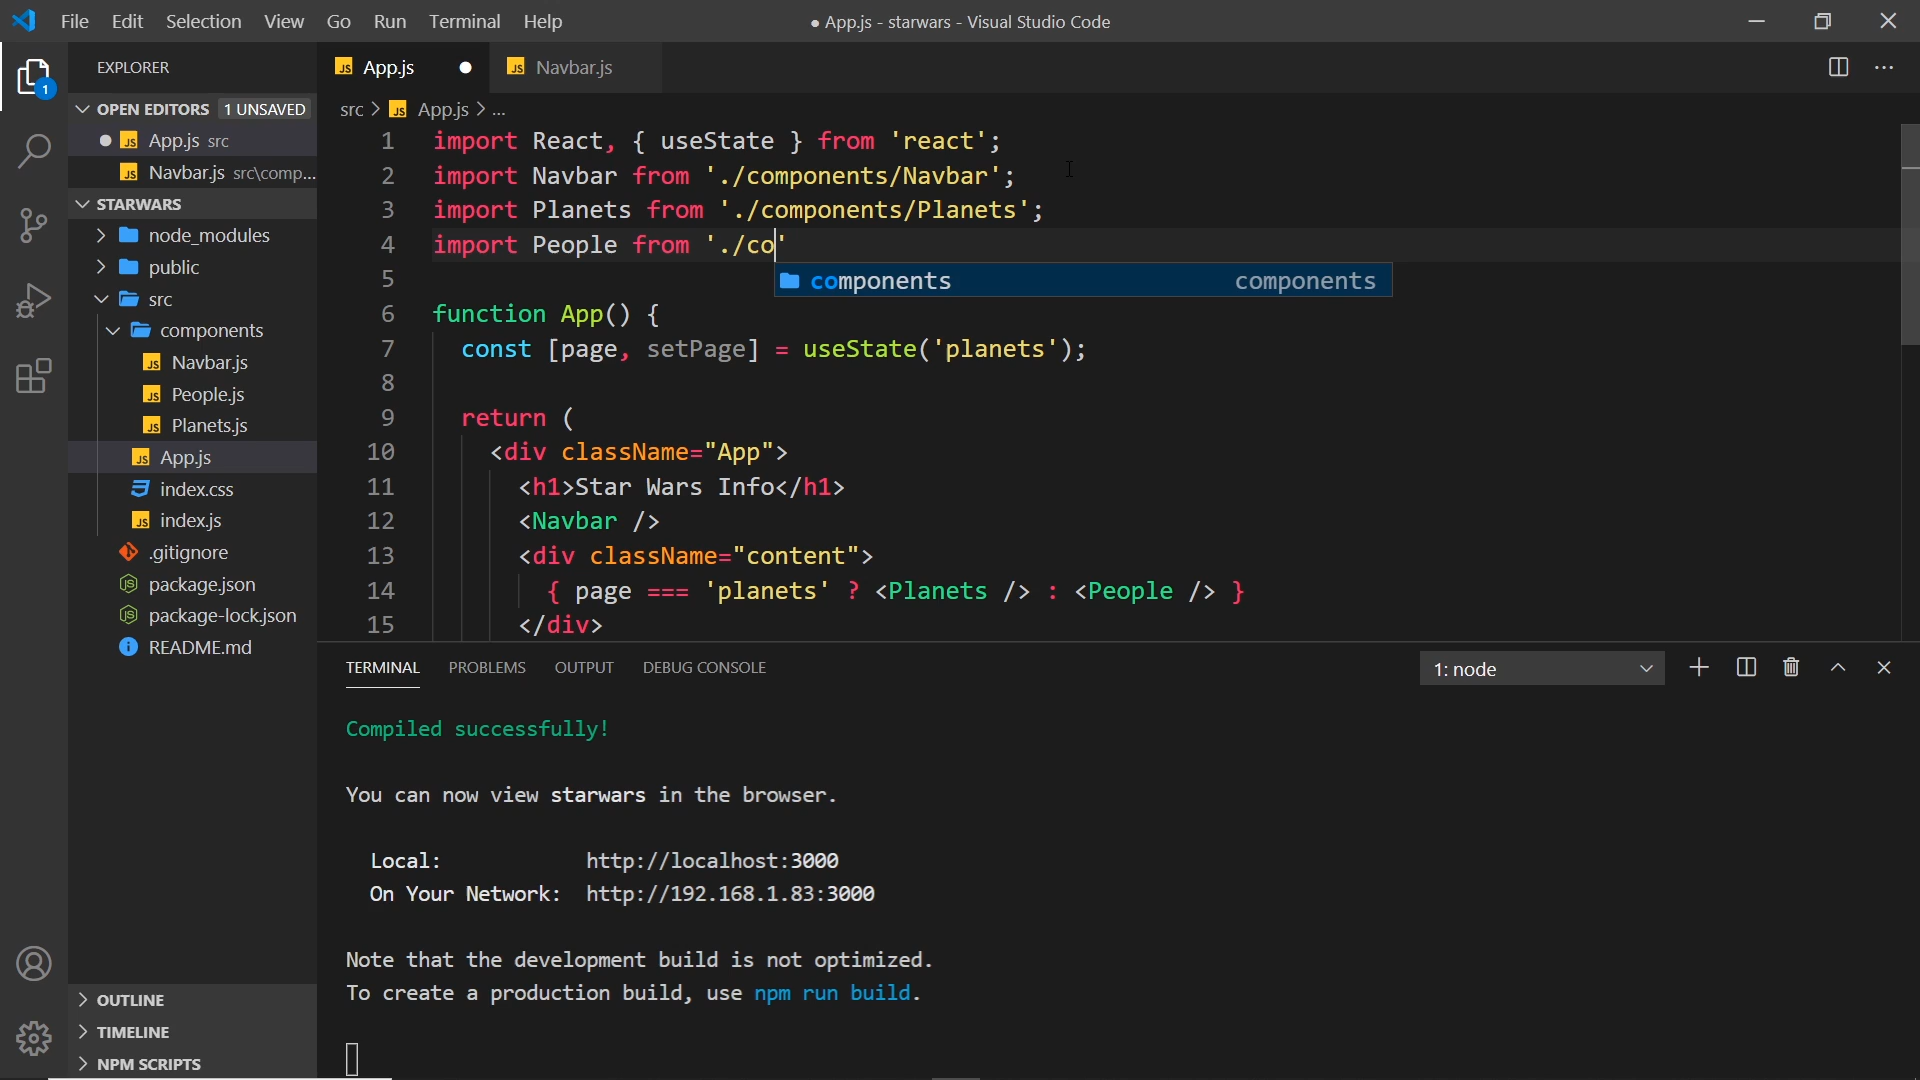 File Edit Selection View Go Run Terminal Help ● App.js - starwars - Visual Studio Code
EXPLORER
OPEN EDITORS 1 UNSAVED
● JS App.js src
JS Navbar.js src\comp...
STARWARS
node_modules
public
src
components
JS Navbar.js
JS People.js
JS Planets.js
JS App.js
index.css
JS index.js
.gitignore
package.json
package-lock.json
README.md
OUTLINE
TIMELINE
NPM SCRIPTS
1
JS App.js ● JS Navbar.js
src > JS App.js > ...
1 import React, { useState } from 'react';
2 import Navbar from './components/Navbar';
3 import Planets from './components/Planets';
4 import People from './co'
components components
5
6 function App() {
7 const [page, setPage] = useState('planets');
8
9 return (
10 <div className="App">
11 <h1>Star Wars Info</h1>
12 <Navbar />
13 <div className="content">
14 { page === 'planets' ? <Planets /> : <People /> }
15 </div>
TERMINAL PROBLEMS OUTPUT DEBUG CONSOLE 1: node
Compiled successfully!
You can now view starwars in the browser.
Local: http://localhost:3000
On Your Network: http://192.168.1.83:3000
Note that the development build is not optimized.
To create a production build, use npm run build.